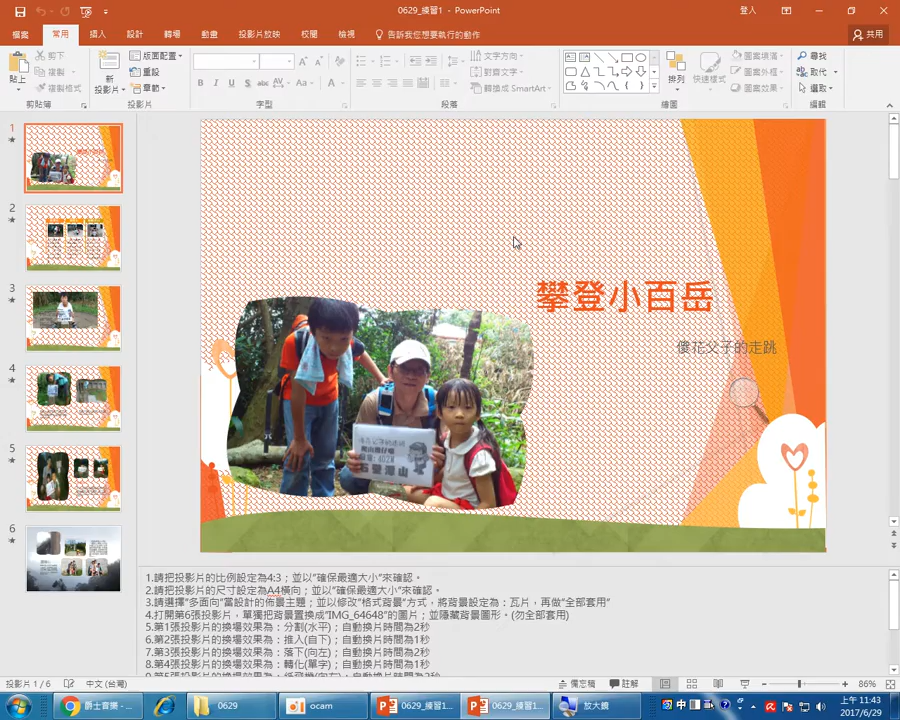 0629_練習1 - PowerPoint
登入
檔案
常用
插入
設計
轉場
動畫
投影片放映
校閱
檢視
告訴我您想要執行的動作
共用
貼上
剪下
複製
複製格式
剪貼簿
新投影片
版面配置
重設
章節
投影片
B I U S abc AV Aa A
字型
文字方向
對齊文字
轉換成 SmartArt
段落
排列
快速樣式
圖案填滿
圖案外框
圖案效果
繪圖
尋找
取代
選取
編輯
1
2
3
4
5
6
攀登小百岳
傻花父子的走跳
1.請把投影片的比例設定為4:3；並以"確保最適大小"來確認。
2.請把投影片的尺寸設定為A4橫向；並以"確保最適大小"來確認。
3.請選擇"多面向"當設計的佈景主題；並以修改"格式背景"方式，將背景設定為：瓦片，再做"全部套用"
4.打開第6張投影片，單獨把背景置換成"IMG_64648"的圖片；並隱藏背景圖形。(勿全部套用)
5.第1張投影片的換場效果為：分割(水平)；自動換片時間為2秒
6.第2張投影片的換場效果為：推入(自下)；自動換片時間為1秒
7.第3張投影片的換場效果為：落下(向左)；自動換片時間為2秒
8.第4張投影片的換場效果為：轉化(單字)；自動換片時間為1秒
投影片 1 / 6
中文 (台灣)
備忘稿
註解
86%
爵士音樂 - ...
0629
ocam
0629_練習1...
0629_練習1...
放大鏡
中
上午 11:43
2017/6/29